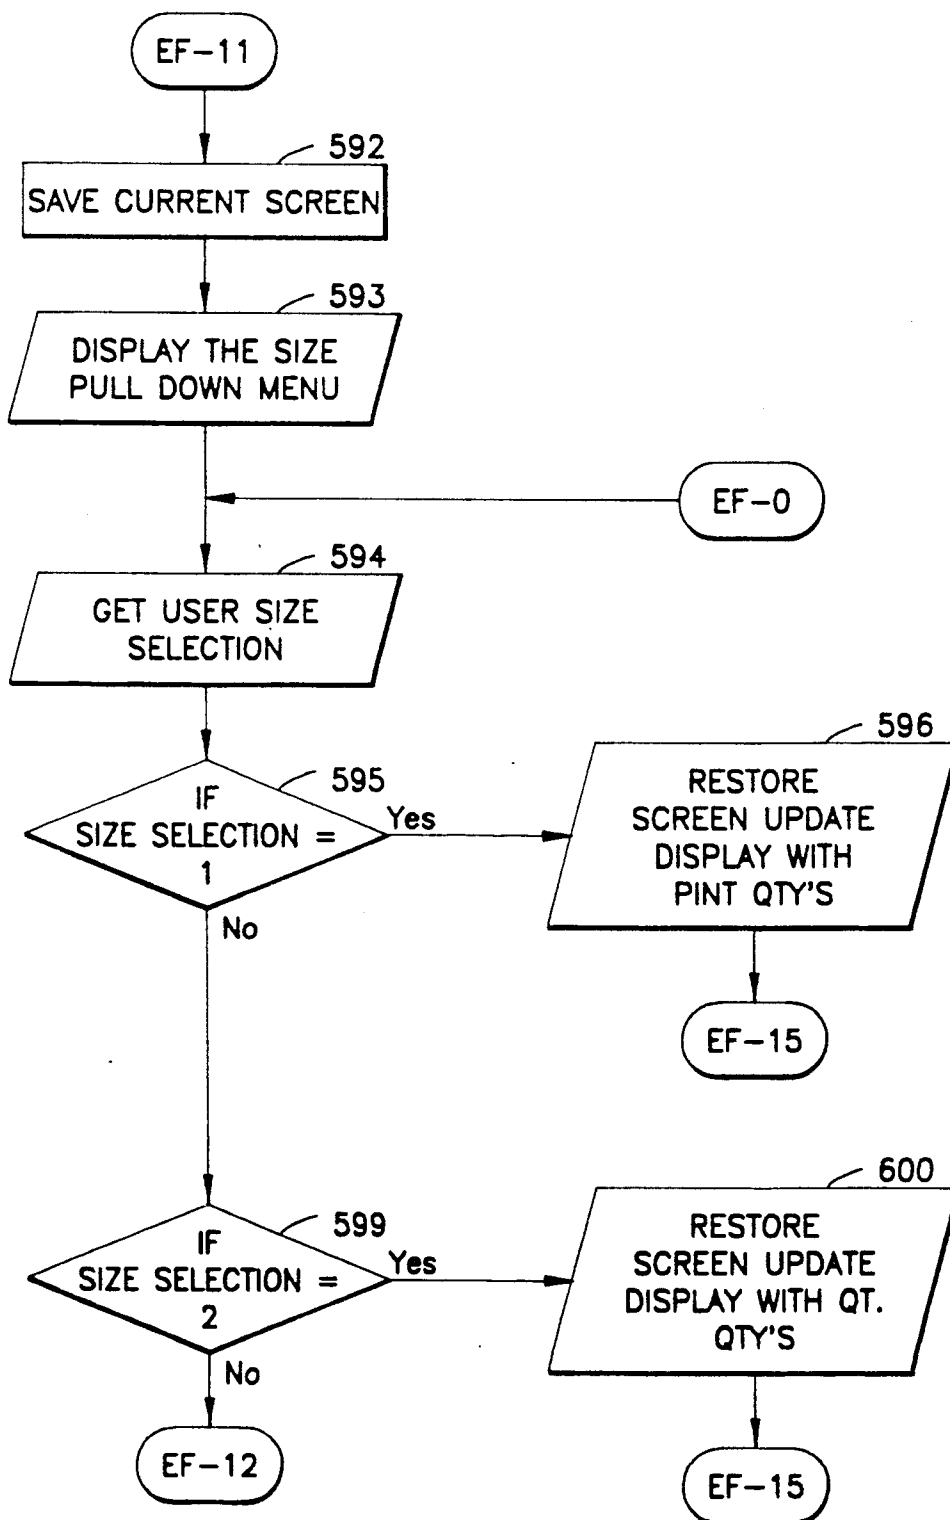 EF-11
592
SAVE CURRENT SCREEN
593
DISPLAY THE SIZE
PULL DOWN MENU
EF-0
594
GET USER SIZE
SELECTION
595
IF
SIZE SELECTION =
1
Yes
No
596
RESTORE
SCREEN UPDATE
DISPLAY WITH
PINT QTY'S
EF-15
599
IF
SIZE SELECTION =
2
Yes
No
600
RESTORE
SCREEN UPDATE
DISPLAY WITH QT.
QTY'S
EF-12
EF-15